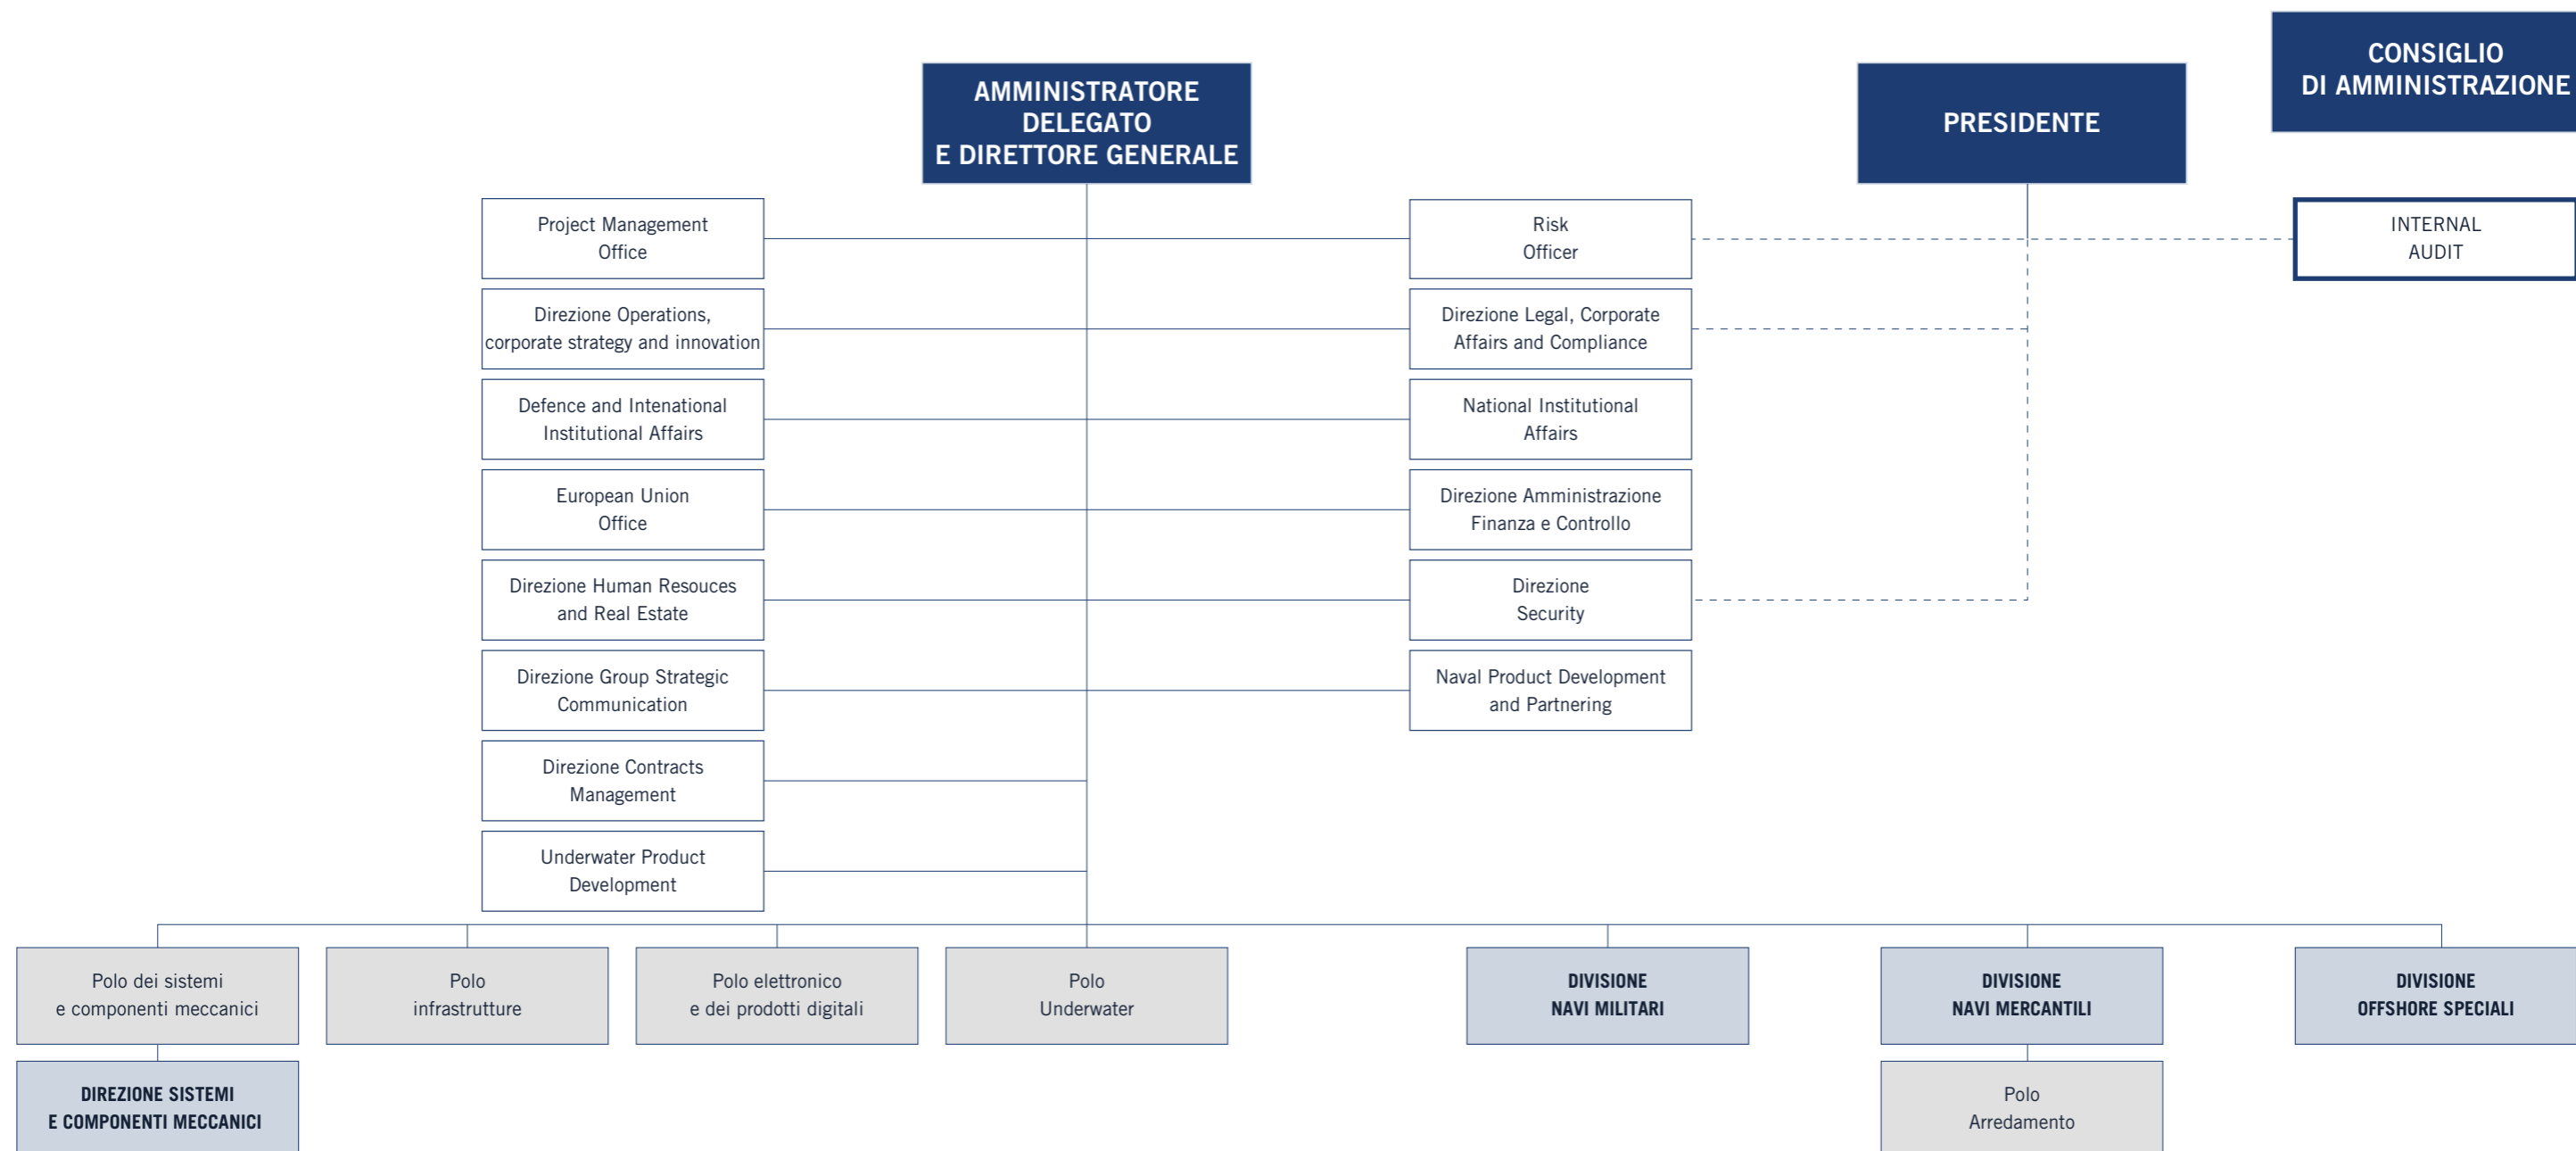 CONSIGLIO
DI AMMINISTRAZIONE
AMMINISTRATORE
DELEGATO
E DIRETTORE GENERALE
PRESIDENTE
Project Management
Office
Risk
Officer
INTERNAL
AUDIT
Direzione Operations,
corporate strategy and innovation
Direzione Legal, Corporate
Affairs and Compliance
Defence and Intenational
Institutional Affairs
National Institutional
Affairs
European Union
Office
Direzione Amministrazione
Finanza e Controllo
Direzione Human Resouces
and Real Estate
Direzione
Security
Direzione Group Strategic
Communication
Naval Product Development
and Partnering
Direzione Contracts
Management
Underwater Product
Development
Polo dei sistemi
e componenti meccanici
Polo
infrastrutture
Polo elettronico
e dei prodotti digitali
Polo
Underwater
DIVISIONE
NAVI MILITARI
DIVISIONE
NAVI MERCANTILI
DIVISIONE
OFFSHORE SPECIALI
DIREZIONE SISTEMI
E COMPONENTI MECCANICI
Polo
Arredamento